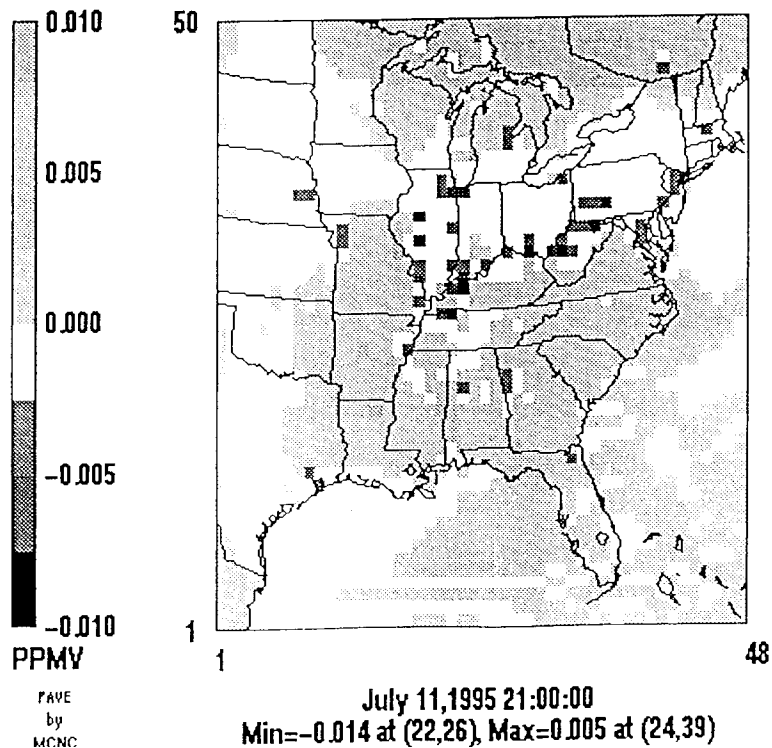 0.010
0.005
0.000
-0.005
-0.010
PPMV
PAVE
by
MCNC
50
1
1
48
July 11,1995 21:00:00
Min=-0.014 at (22,26), Max=0.005 at (24,39)